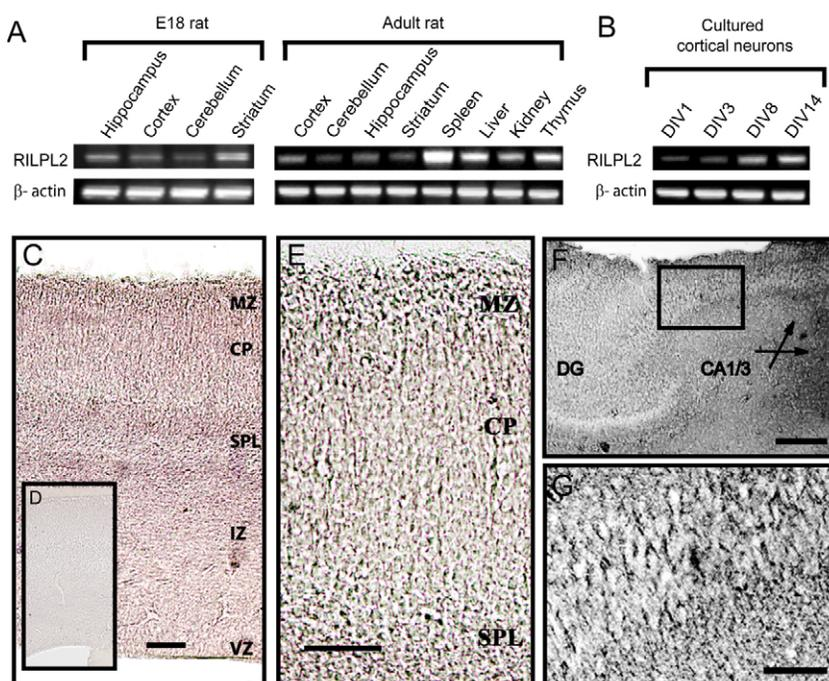 A
E18 rat
Adult rat
B
Cultured
cortical neurons
Hippocampus
Cortex
Cerebellum
Striatum
Cortex
Cerebellum
Hippocampus
Striatum
Spleen
Liver
Kidney
Thymus
DIV1
DIV3
DIV8
DIV14
RILPL2
RILPL2
β- actin
β- actin
C
MZ
CP
SPL
D
IZ
VZ
E
MZ
CP
SPL
F
DG
CA1/3
G